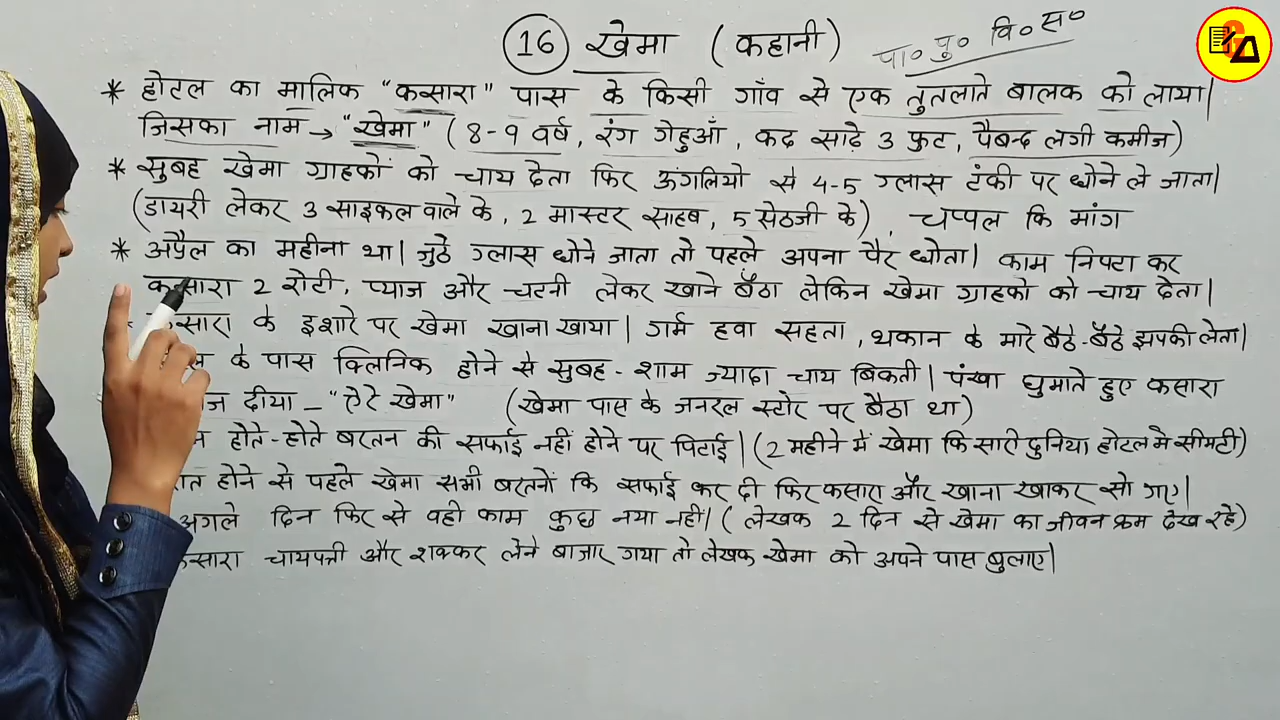 16 खेमा (कहानी) पा० पु० वि० स०
* होटल का मालिक "कसारा" पास के किसी गाँव से एक तुतलाते बालक को लाया|
जिसका नाम → "खेमा" (8-9 वर्ष, रंग गेहुआँ, कद साढे 3 फुट, पैबन्द लगी कमीज)
* सुबह खेमा ग्राहकों को चाय देता फिर ऊंगलियो से 4-5 ग्लास टंकी पर धोने ले जाता|
(डायरी लेकर 3 साइकल वाले के, 2 मास्टर साहब, 5 सेठजी के), चप्पल कि मांग
* अप्रैल का महीना था| जुठे ग्लास धोने जाता तो पहले अपना पैर धोता| काम निपटा कर
कसारा 2 रोटी, प्याज और चटनी लेकर खाने बैठा लेकिन खेमा ग्राहको को चाय देता|
कसारा के इशारे पर खेमा खाना खाया| गर्म हवा सहता, थकान के मारे बैठे-बैठे झपकी लेता|
के पास क्लिनिक होने से सुबह-शाम ज्यादा चाय बिकती| पंखा घुमाते हुए कसारा
दीया - "ऐरे खेमा" (खेमा पास के जनरल स्टोर पर बैठा था)
होते-होते बरतन की सफाई नहीं होने पर पिटाई| (2 महीने में खेमा कि सारी दुनिया होटल मे सीमटी)
रात होने से पहले खेमा सभी बरतनों कि सफाई कर दी फिर कसारा और खाना खाकर सो गए|
अगले दिन फिर से वही काम कुछ नया नहीं| (लेखक 2 दिन से खेमा का जीवन क्रम देख रहे)
कसारा चायपत्ती और शक्कर लेने बाजार गया तो लेखक खेमा को अपने पास बुलाए|